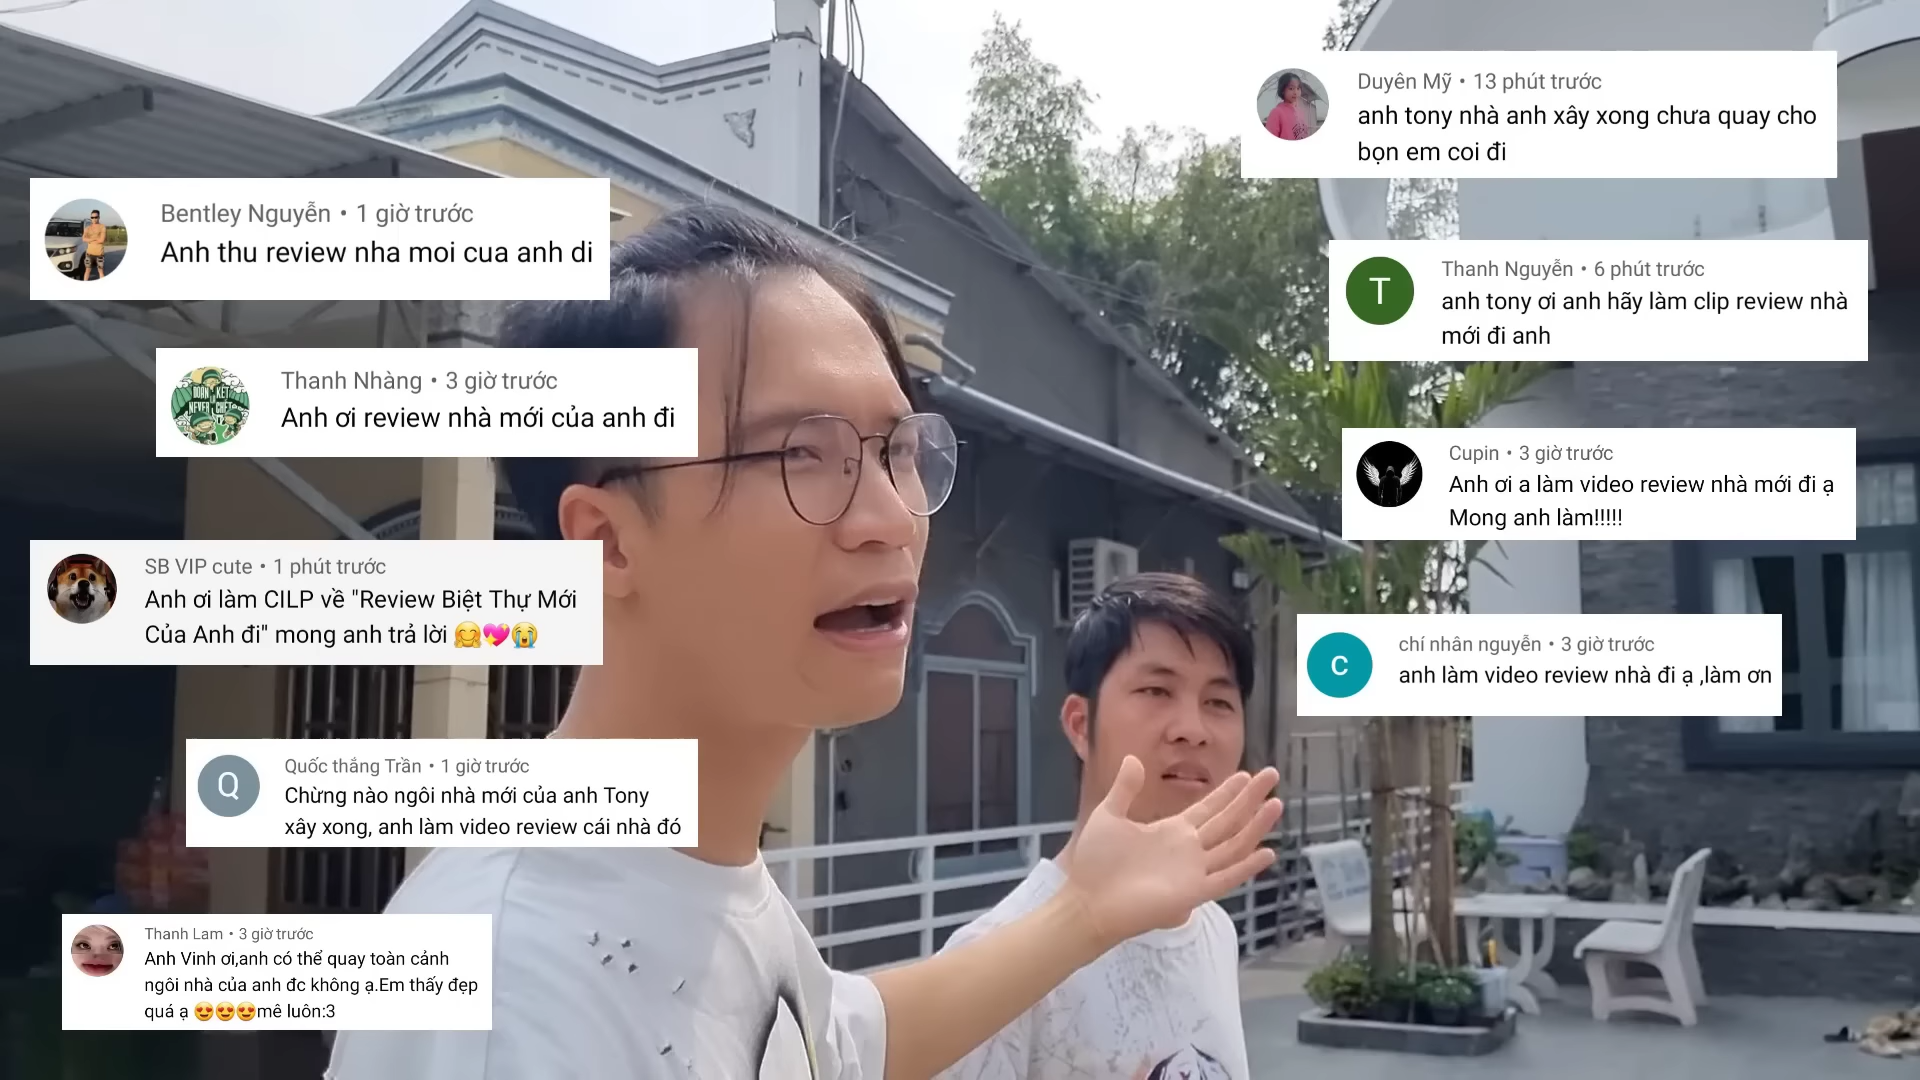 Bentley Nguyễn • 1 giờ trước
Anh thu review nha moi cua anh di
Thanh Nhàng • 3 giờ trước
Anh ơi review nhà mới của anh đi
SB VIP cute • 1 phút trước
Anh ơi làm CILP về "Review Biệt Thự Mới
Của Anh đi" mong anh trả lời 🤗💖😭
Q
Quốc thắng Trần • 1 giờ trước
Chừng nào ngôi nhà mới của anh Tony
xây xong, anh làm video review cái nhà đó
Thanh Lam • 3 giờ trước
Anh Vinh ơi,anh có thể quay toàn cảnh
ngôi nhà của anh đc không ạ.Em thấy đẹp
quá ạ 😍😍😍mê luôn:3
Duyên Mỹ • 13 phút trước
anh tony nhà anh xây xong chưa quay cho
bọn em coi đi
T
Thanh Nguyễn • 6 phút trước
anh tony ơi anh hãy làm clip review nhà
mới đi anh
Cupin • 3 giờ trước
Anh ơi a làm video review nhà mới đi ạ
Mong anh làm!!!!!
c
chí nhân nguyễn • 3 giờ trước
anh làm video review nhà đi ạ ,làm ơn